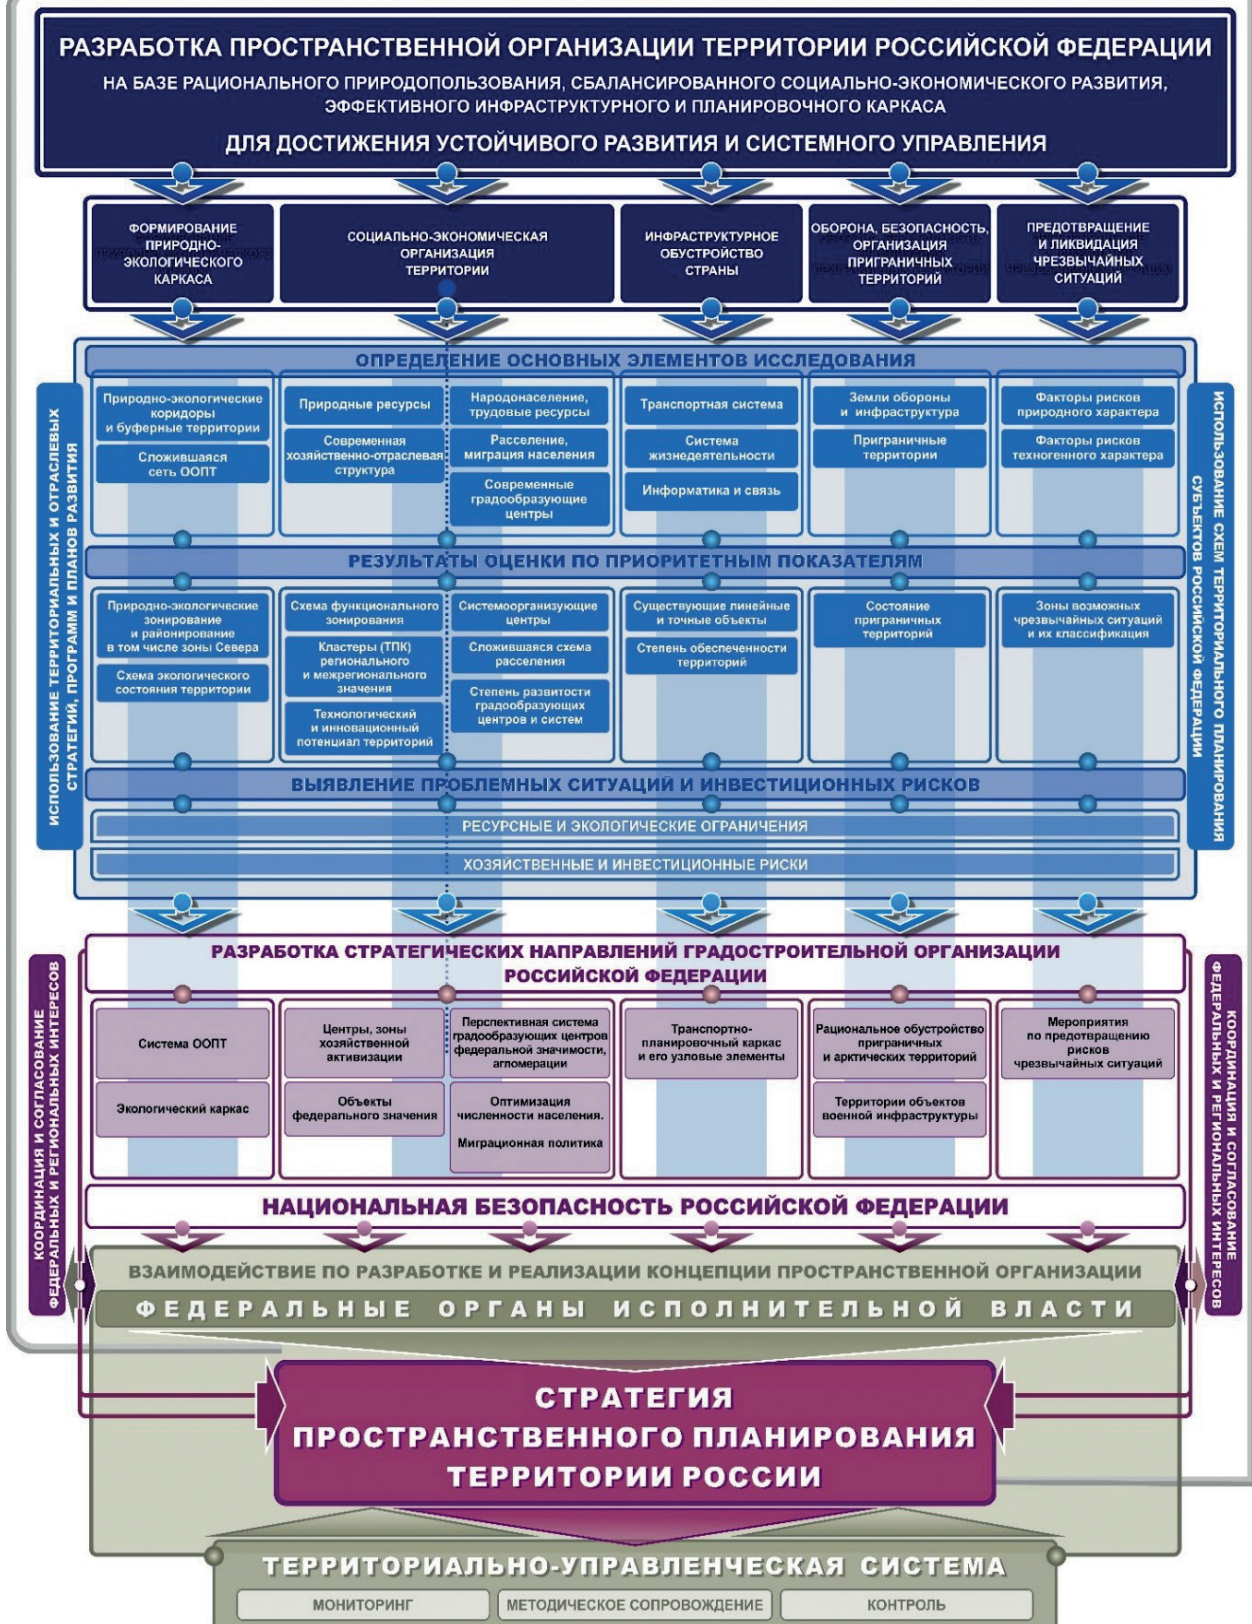 РАЗРАБОТКА ПРОСТРАНСТВЕННОЙ ОРГАНИЗАЦИИ ТЕРРИТОРИИ РОССИЙСКОЙ ФЕДЕРАЦИИ
НА БАЗЕ РАЦИОНАЛЬНОГО ПРИРОДОПОЛЬЗОВАНИЯ, СБАЛАНСИРОВАННОГО СОЦИАЛЬНО-ЭКОНОМИЧЕСКОГО РАЗВИТИЯ,
ЭФФЕКТИВНОГО ИНФРАСТРУКТУРНОГО И ПЛАНИРОВОЧНОГО КАРКАСА
ДЛЯ ДОСТИЖЕНИЯ УСТОЙЧИВОГО РАЗВИТИЯ И СИСТЕМНОГО УПРАВЛЕНИЯ
ФОРМИРОВАНИЕ
ПРИРОДНО-
ЭКОЛОГИЧЕСКОГО
КАРКАСА
СОЦИАЛЬНО-ЭКОНОМИЧЕСКАЯ
ОРГАНИЗАЦИЯ
ТЕРРИТОРИИ
ИНФРАСТРУКТУРНОЕ
ОБУСТРОЙСТВО
СТРАНЫ
ОБОРОНА, БЕЗОПАСНОСТЬ,
ОРГАНИЗАЦИЯ
ПРИГРАНИЧНЫХ
ТЕРРИТОРИЙ
ПРЕДОТВРАЩЕНИЕ
И ЛИКВИДАЦИЯ
ЧРЕЗВЫЧАЙНЫХ
СИТУАЦИЙ
ИСПОЛЬЗОВАНИЕ ТЕРРИТОРИАЛЬНЫХ И ОТРАСЛЕВЫХ
СТРАТЕГИЙ, ПРОГРАММ И ПЛАНОВ РАЗВИТИЯ
ОПРЕДЕЛЕНИЕ ОСНОВНЫХ ЭЛЕМЕНТОВ ИССЛЕДОВАНИЯ
Природно-экологические
коридоры
и буферные территории
Сложившаяся
сеть ООПТ
Природные ресурсы
Современная
хозяйственно-отраслевая
структура
Народонаселение,
трудовые ресурсы
Расселение,
миграция населения
Современные
градообразующие
центры
Транспортная система
Система
жизнедеятельности
Информатика и связь
Земли обороны
и инфраструктура
Приграничные
территории
Факторы рисков
природного характера
Факторы рисков
техногенного характера
РЕЗУЛЬТАТЫ ОЦЕНКИ ПО ПРИОРИТЕТНЫМ ПОКАЗАТЕЛЯМ
Природно-экологические
зонирование
и районирование
в том числе зоны Севера
Схема экологического
состояния территории
Схема функционального
зонирования
Кластеры (ТПК)
регионального
и межрегионального
значения
Технологический
и инновационный
потенциал территорий
Системоорганизующие
центры
Сложившаяся схема
расселения
Степень развитости
градообразующих
центров и систем
Существующие линейные
и точные объекты
Степень обеспеченности
территорий
Состояние
приграничных
территорий
Зоны возможных
чрезвычайных ситуаций
и их классификация
ВЫЯВЛЕНИЕ ПРОБЛЕМНЫХ СИТУАЦИЙ И ИНВЕСТИЦИОННЫХ РИСКОВ
РЕСУРСНЫЕ И ЭКОЛОГИЧЕСКИЕ ОГРАНИЧЕНИЯ
ХОЗЯЙСТВЕННЫЕ И ИНВЕСТИЦИОННЫЕ РИСКИ
ИСПОЛЬЗОВАНИЕ СХЕМ ТЕРРИТОРИАЛЬНОГО ПЛАНИРОВАНИЯ
СУБЪЕКТОВ РОССИЙСКОЙ ФЕДЕРАЦИИ
КООРДИНАЦИЯ И СОГЛАСОВАНИЕ
ФЕДЕРАЛЬНЫХ И РЕГИОНАЛЬНЫХ ИНТЕРЕСОВ
РАЗРАБОТКА СТРАТЕГИЧЕСКИХ НАПРАВЛЕНИЙ ГРАДОСТРОИТЕЛЬНОЙ ОРГАНИЗАЦИИ
РОССИЙСКОЙ ФЕДЕРАЦИИ
Система ООПТ
Экологический каркас
Центры, зоны
хозяйственной
активизации
Объекты
федерального значения
Перспективная система
градообразующих центров
федеральной значимости,
агломерации
Оптимизация
численности населения.
Миграционная политика
Транспортно-
планировочный каркас
и его узловые элементы
Рациональное обустройство
приграничных
и арктических территорий
Территории объектов
военной инфраструктуры
Мероприятия
по предотвращению
рисков
чрезвычайных ситуаций
НАЦИОНАЛЬНАЯ БЕЗОПАСНОСТЬ РОССИЙСКОЙ ФЕДЕРАЦИИ
КООРДИНАЦИЯ И СОГЛАСОВАНИЕ
ФЕДЕРАЛЬНЫХ И РЕГИОНАЛЬНЫХ ИНТЕРЕСОВ
ВЗАИМОДЕЙСТВИЕ ПО РАЗРАБОТКЕ И РЕАЛИЗАЦИИ КОНЦЕПЦИИ ПРОСТРАНСТВЕННОЙ ОРГАНИЗАЦИИ
ФЕДЕРАЛЬНЫЕ ОРГАНЫ ИСПОЛНИТЕЛЬНОЙ ВЛАСТИ
СТРАТЕГИЯ
ПРОСТРАНСТВЕННОГО ПЛАНИРОВАНИЯ
ТЕРРИТОРИИ РОССИИ
ТЕРРИТОРИАЛЬНО-УПРАВЛЕНЧЕСКАЯ СИСТЕМА
МОНИТОРИНГ
МЕТОДИЧЕСКОЕ СОПРОВОЖДЕНИЕ
КОНТРОЛЬ